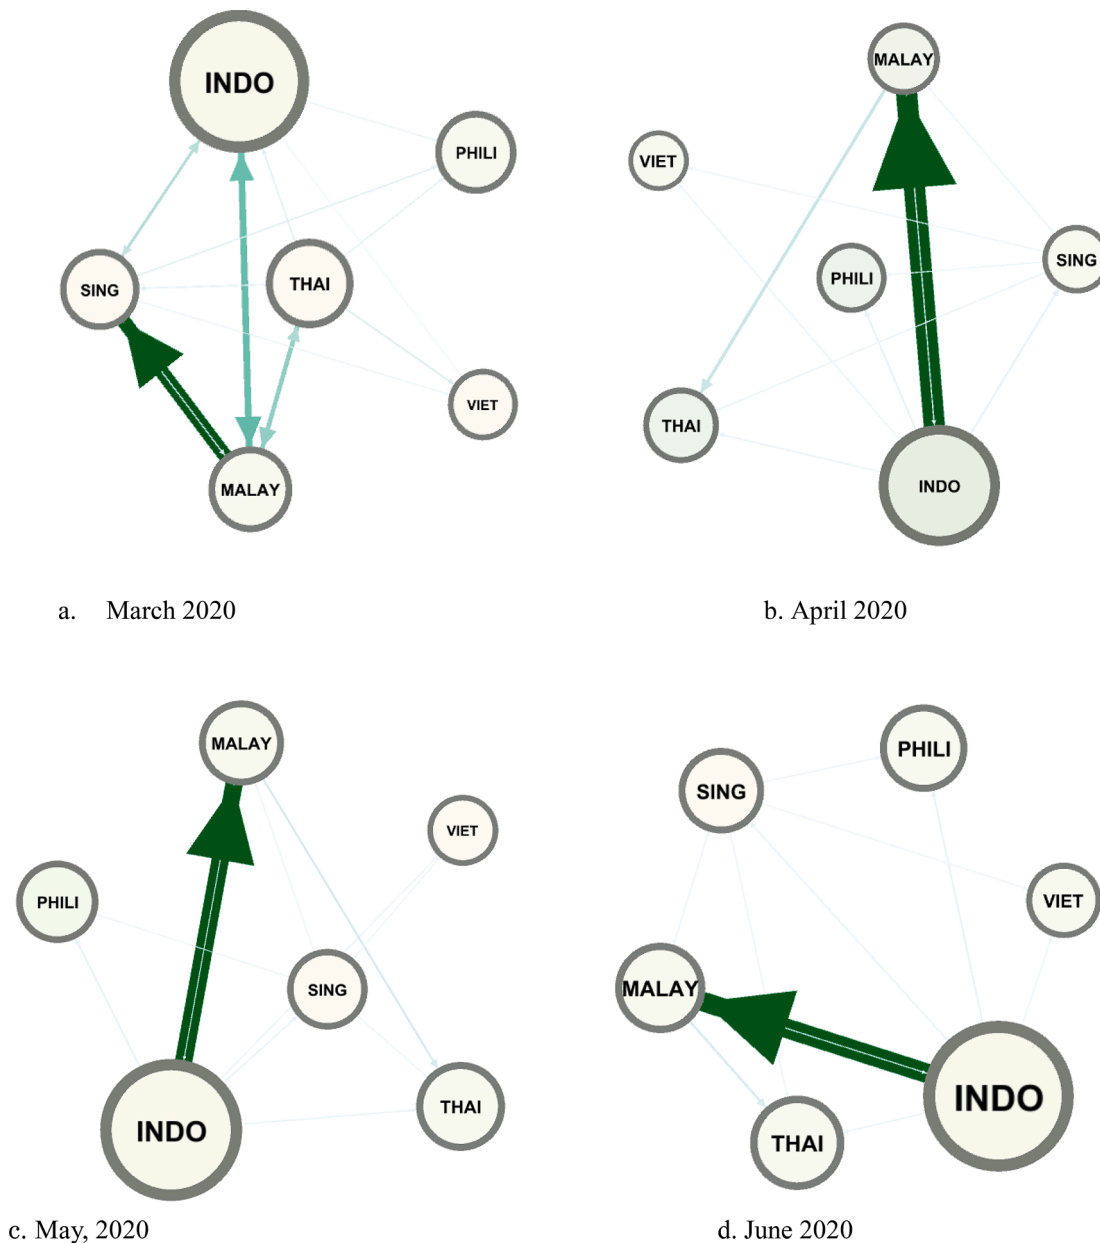 INDO
PHILI
SING
THAI
VIET
MALAY
a. March 2020
MALAY
VIET
SING
PHILI
THAI
INDO
b. April 2020
MALAY
VIET
PHILI
SING
THAI
INDO
c. May, 2020
PHILI
SING
VIET
MALAY
INDO
THAI
d. June 2020